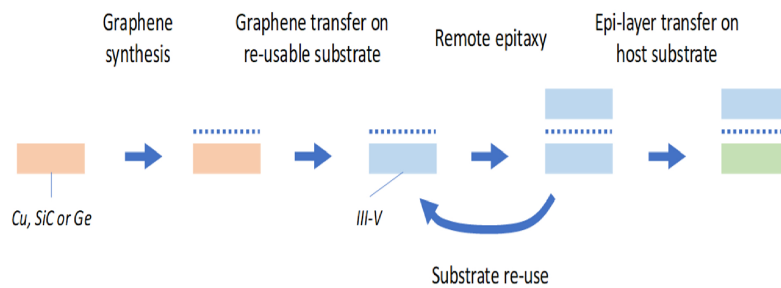 Graphene
synthesis
Graphene transfer on
re-usable substrate
Remote epitaxy
Epi-layer transfer on
host substrate
Cu, SiC or Ge
III-V
Substrate re-use